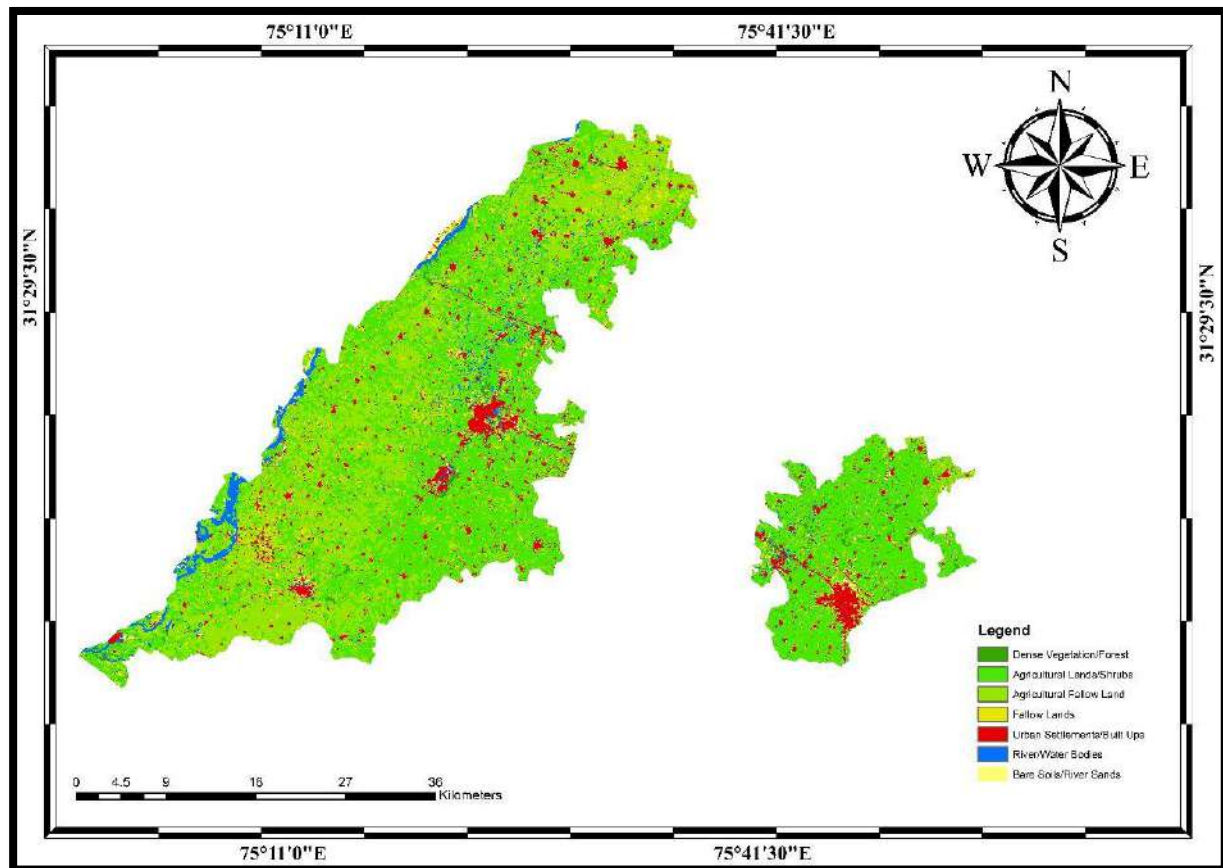 75°11'0"E 75°41'30"E
N
W E
S
31°29'30"N
31°29'30"N
Legend
Dense Vegetation/Forest
Agricultural Lands/Shrubs
Agricultural Fallow Land
Fallow Lands
Urban Settlements/Built Ups
River/Water Bodies
Bare Soils/River Sands
0 4.5 9 18 27 36
Kilometers
75°11'0"E 75°41'30"E